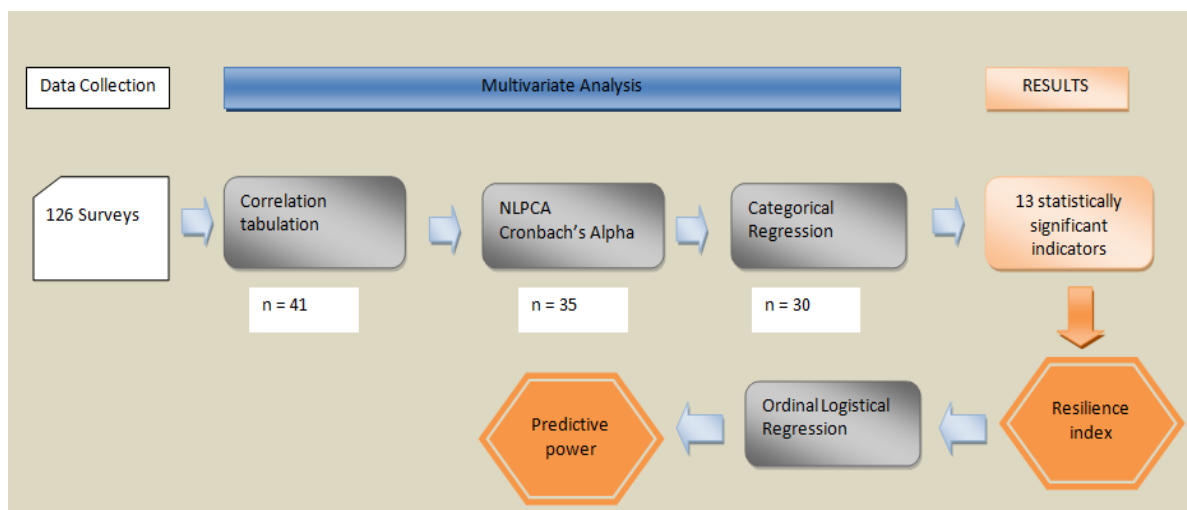 Data Collection
Multivariate Analysis
RESULTS
126 Surveys
Correlation
tabulation
NLPCA
Cronbach's Alpha
Categorical
Regression
13 statistically
significant
indicators
n = 41
n = 35
n = 30
Predictive
power
Ordinal Logistical
Regression
Resilience
index